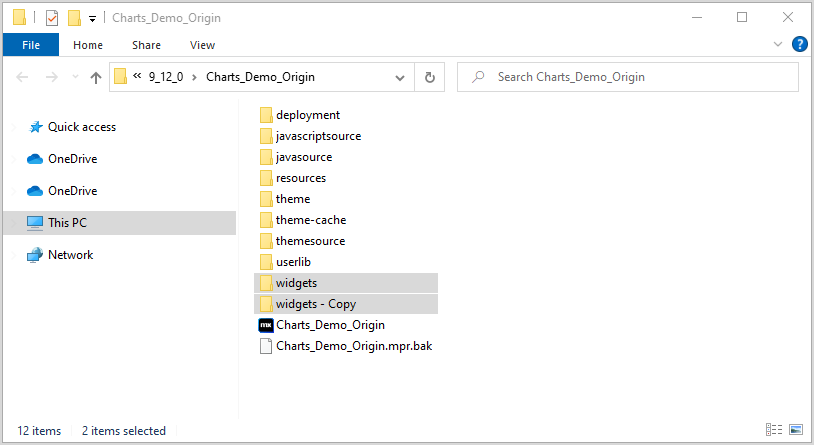 Charts_Demo_Origin
File Home Share View
« 9_12_0 > Charts_Demo_Origin
Search Charts_Demo_Origin
Quick access
OneDrive
OneDrive
This PC
Network
deployment
javascriptsource
javasource
resources
theme
theme-cache
themesource
userlib
widgets
widgets - Copy
mx Charts_Demo_Origin
Charts_Demo_Origin.mpr.bak
12 items 2 items selected